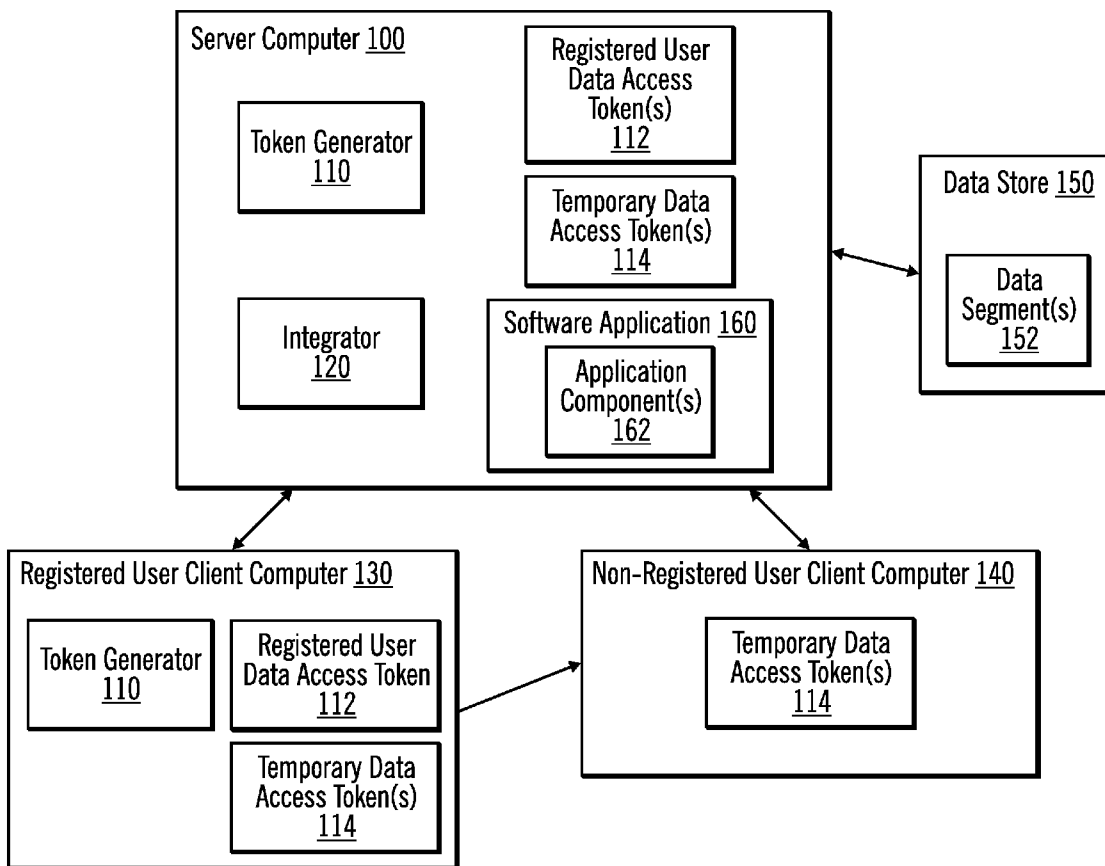 Server Computer 100
Registered User
Data Access
Token(s)
112
Token Generator
110
Temporary Data
Access Token(s)
114
Integrator
120
Software Application 160
Application
Component(s)
162
Data Store 150
Data
Segment(s)
152
Registered User Client Computer 130
Token Generator
110
Registered User
Data Access Token
112
Temporary Data
Access Token(s)
114
Non-Registered User Client Computer 140
Temporary Data
Access Token(s)
114